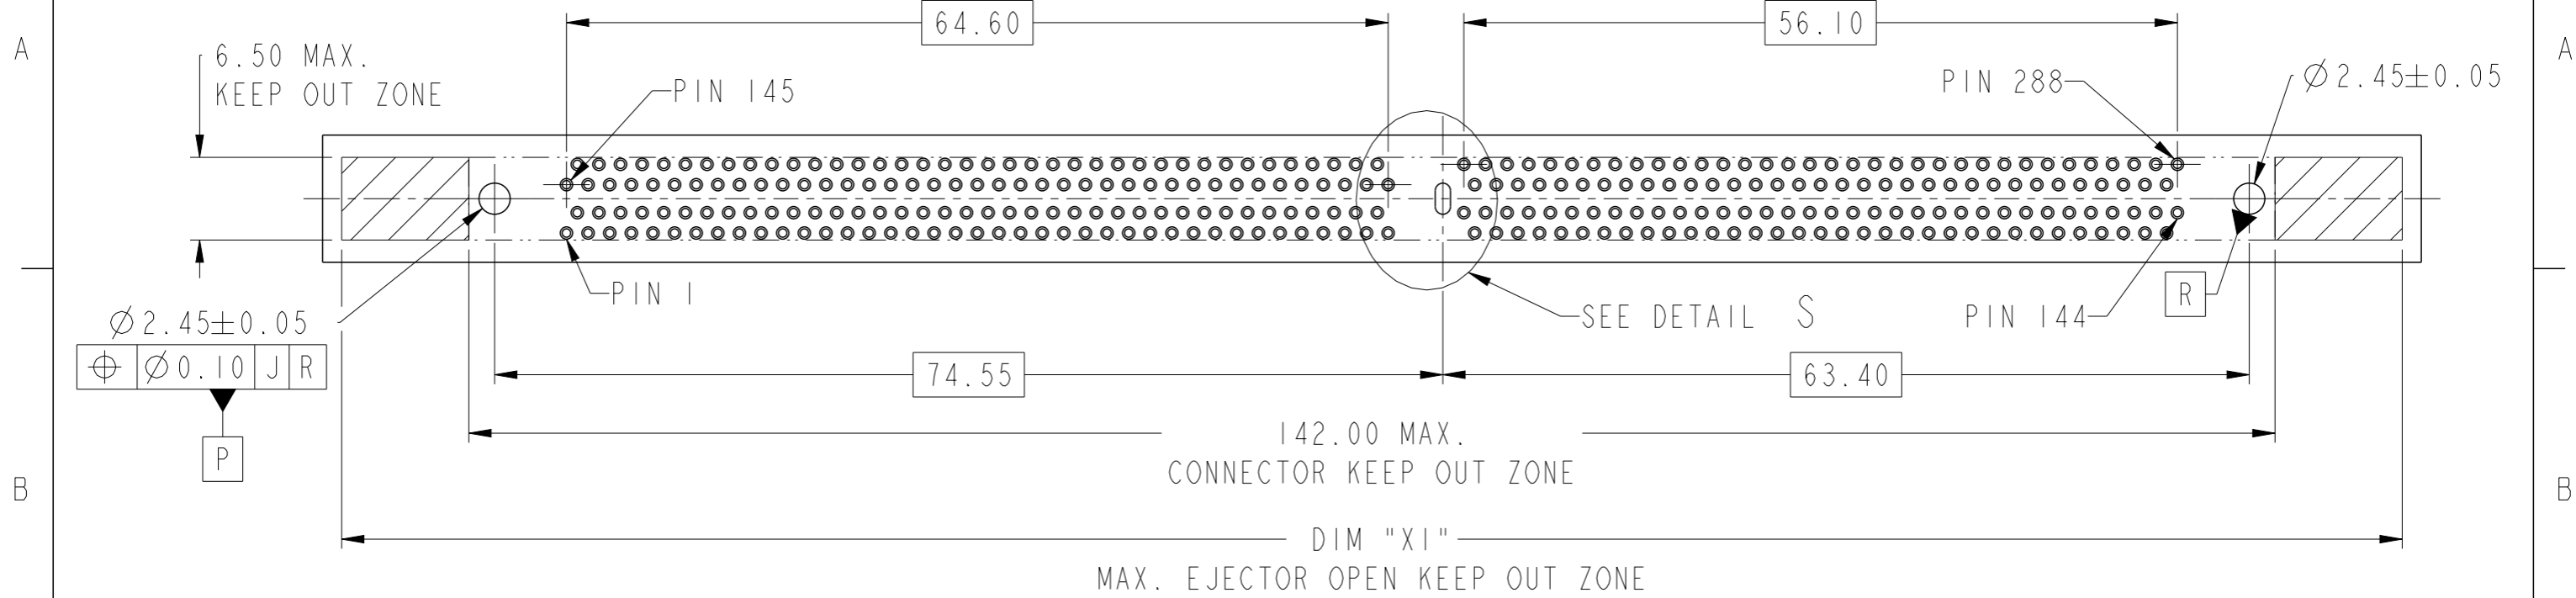 A
64.60
56.10
A
6.50 MAX.
KEEP OUT ZONE
PIN 145
PIN 288
Ø2.45±0.05
PIN 1
SEE DETAIL S
PIN 144
R
Ø2.45±0.05
⌖ Ø0.10 J R
74.55
63.40
P
142.00 MAX.
CONNECTOR KEEP OUT ZONE
B
B
DIM "X1"
MAX. EJECTOR OPEN KEEP OUT ZONE